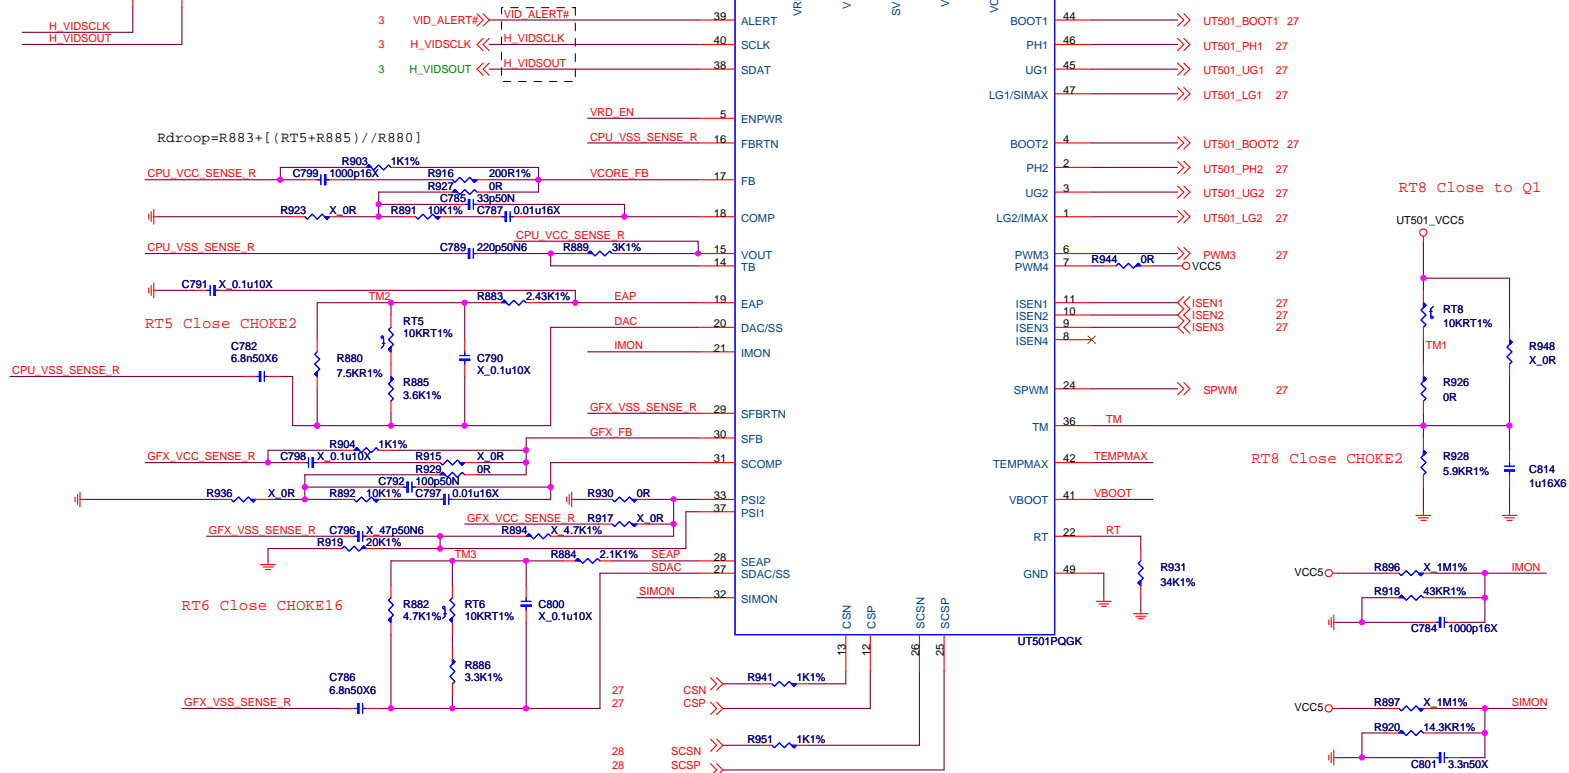 H_VIDSCLK
H_VIDSOUT
3 VID_ALERT# VID_ALERT# 39 ALERT
3 H_VIDSCLK H_VIDSCLK 40 SCLK
3 H_VIDSOUT H_VIDSOUT 38 SDAT
VRD_EN 5 ENPWR
CPU_VSS_SENSE_R 16 FBRTN
Rdroop=R883+[(RT5+R885)//R880]
R903 1K1%
CPU_VCC_SENSE_R C799 1000p16X R916 200R1% VCORE_FB 17 FB
R927 0R
C785 33p50N
R923 X_0R R891 10K1% C787 0.01u16X 18 COMP
CPU_VCC_SENSE_R
CPU_VSS_SENSE_R C789 220p50N6 R889 3K1% 15 VOUT
14 TB
C791 X_0.1u10X
TM2 R883 2.43K1% EAP 19 EAP
RT5 Close CHOKE2
RT5
10KRT1%
DAC 20 DAC/SS
C782
6.8n50X6
R880
7.5KR1%
C790
X_0.1u10X
IMON 21 IMON
CPU_VSS_SENSE_R
R885
3.6K1%
GFX_VSS_SENSE_R 29 SFBRTN
GFX_FB 30 SFB
R904 1K1%
GFX_VCC_SENSE_R C798 X_0.1u10X R915 X_0R 31 SCOMP
R929 0R
C792 100p50N
R936 X_0R R892 10K1% C797 0.01u16X
R930 0R 33 PSI2
37 PSI1
GFX_VCC_SENSE_R R917 X_0R
GFX_VSS_SENSE_R C796 X_47p50N6 R894 X_4.7K1%
R919 20K1%
TM3 R884 2.1K1% SEAP 28 SEAP
SDAC 27 SDAC/SS
SIMON 32 SIMON
RT6 Close CHOKE16
R882
4.7K1%
RT6
10KRT1%
C800
X_0.1u10X
R886
3.3K1%
C786
6.8n50X6
GFX_VSS_SENSE_R
VR
V
SV
V
VC
BOOT1 44 UT501_BOOT1 27
PH1 46 UT501_PH1 27
UG1 45 UT501_UG1 27
LG1/SIMAX 47 UT501_LG1 27
BOOT2 4 UT501_BOOT2 27
PH2 2 UT501_PH2 27
UG2 3 UT501_UG2 27
LG2/IMAX 1 UT501_LG2 27
PWM3 6 PWM3 27
PWM4 7 R944 0R VCC5
ISEN1 11 ISEN1 27
ISEN2 10 ISEN2 27
ISEN3 9 ISEN3 27
ISEN4 8
SPWM 24 SPWM 27
TM 36 TM
TEMPMAX 42 TEMPMAX
VBOOT 41 VBOOT
RT 22 RT
R931
34K1%
GND 49
UT501PQGK
CSN
CSP
SCSN
SCSP
13
12
26
25
27 CSN R941 1K1%
27 CSP
28 SCSN R951 1K1%
28 SCSP
RT8 Close to Q1
UT501_VCC5
RT8
10KRT1%
TM1
R948
X_0R
R926
0R
RT8 Close CHOKE2
R928
5.9KR1%
C814
1u16X6
VCC5 R896 X_1M1% IMON
R918 43KR1%
C784 1000p16X
VCC5 R897 X_1M1% SIMON
R920 14.3KR1%
C801 3.3n50X